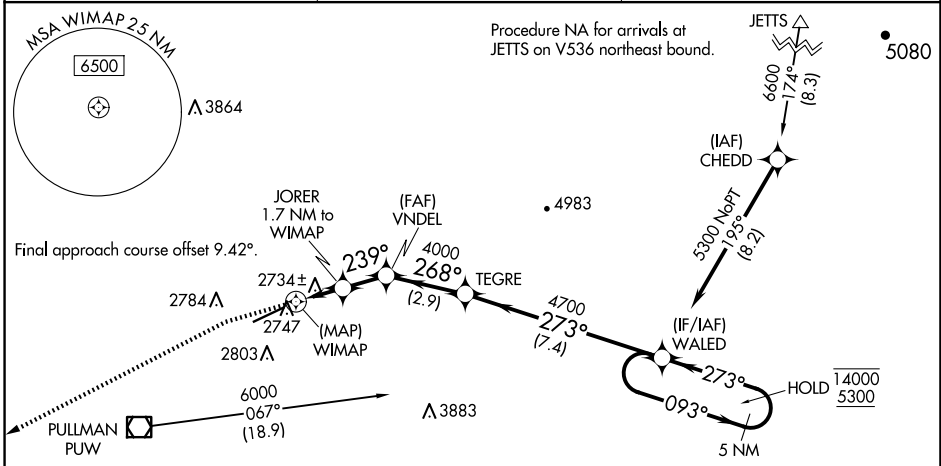 MSA WIMAP 25 NM
6500
3864
Procedure NA for arrivals at
JETTS on V536 northeast bound.
JETTS
5080
6600
174°
(8.3)
(IAF)
CHEDD
5300 NoPT
195°
(8.2)
4983
JORER
1.7 NM to
WIMAP
(FAF)
VNDEL
Final approach course offset 9.42°.
239°
4000
268°
(2.9)
TEGRE
2734±
2784
2747
(MAP)
WIMAP
2803
4700
273°
(7.4)
(IF/IAF)
WALED
273°
093°
HOLD
14000
5300
5 NM
6000
067°
(18.9)
PULLMAN
PUW
3883